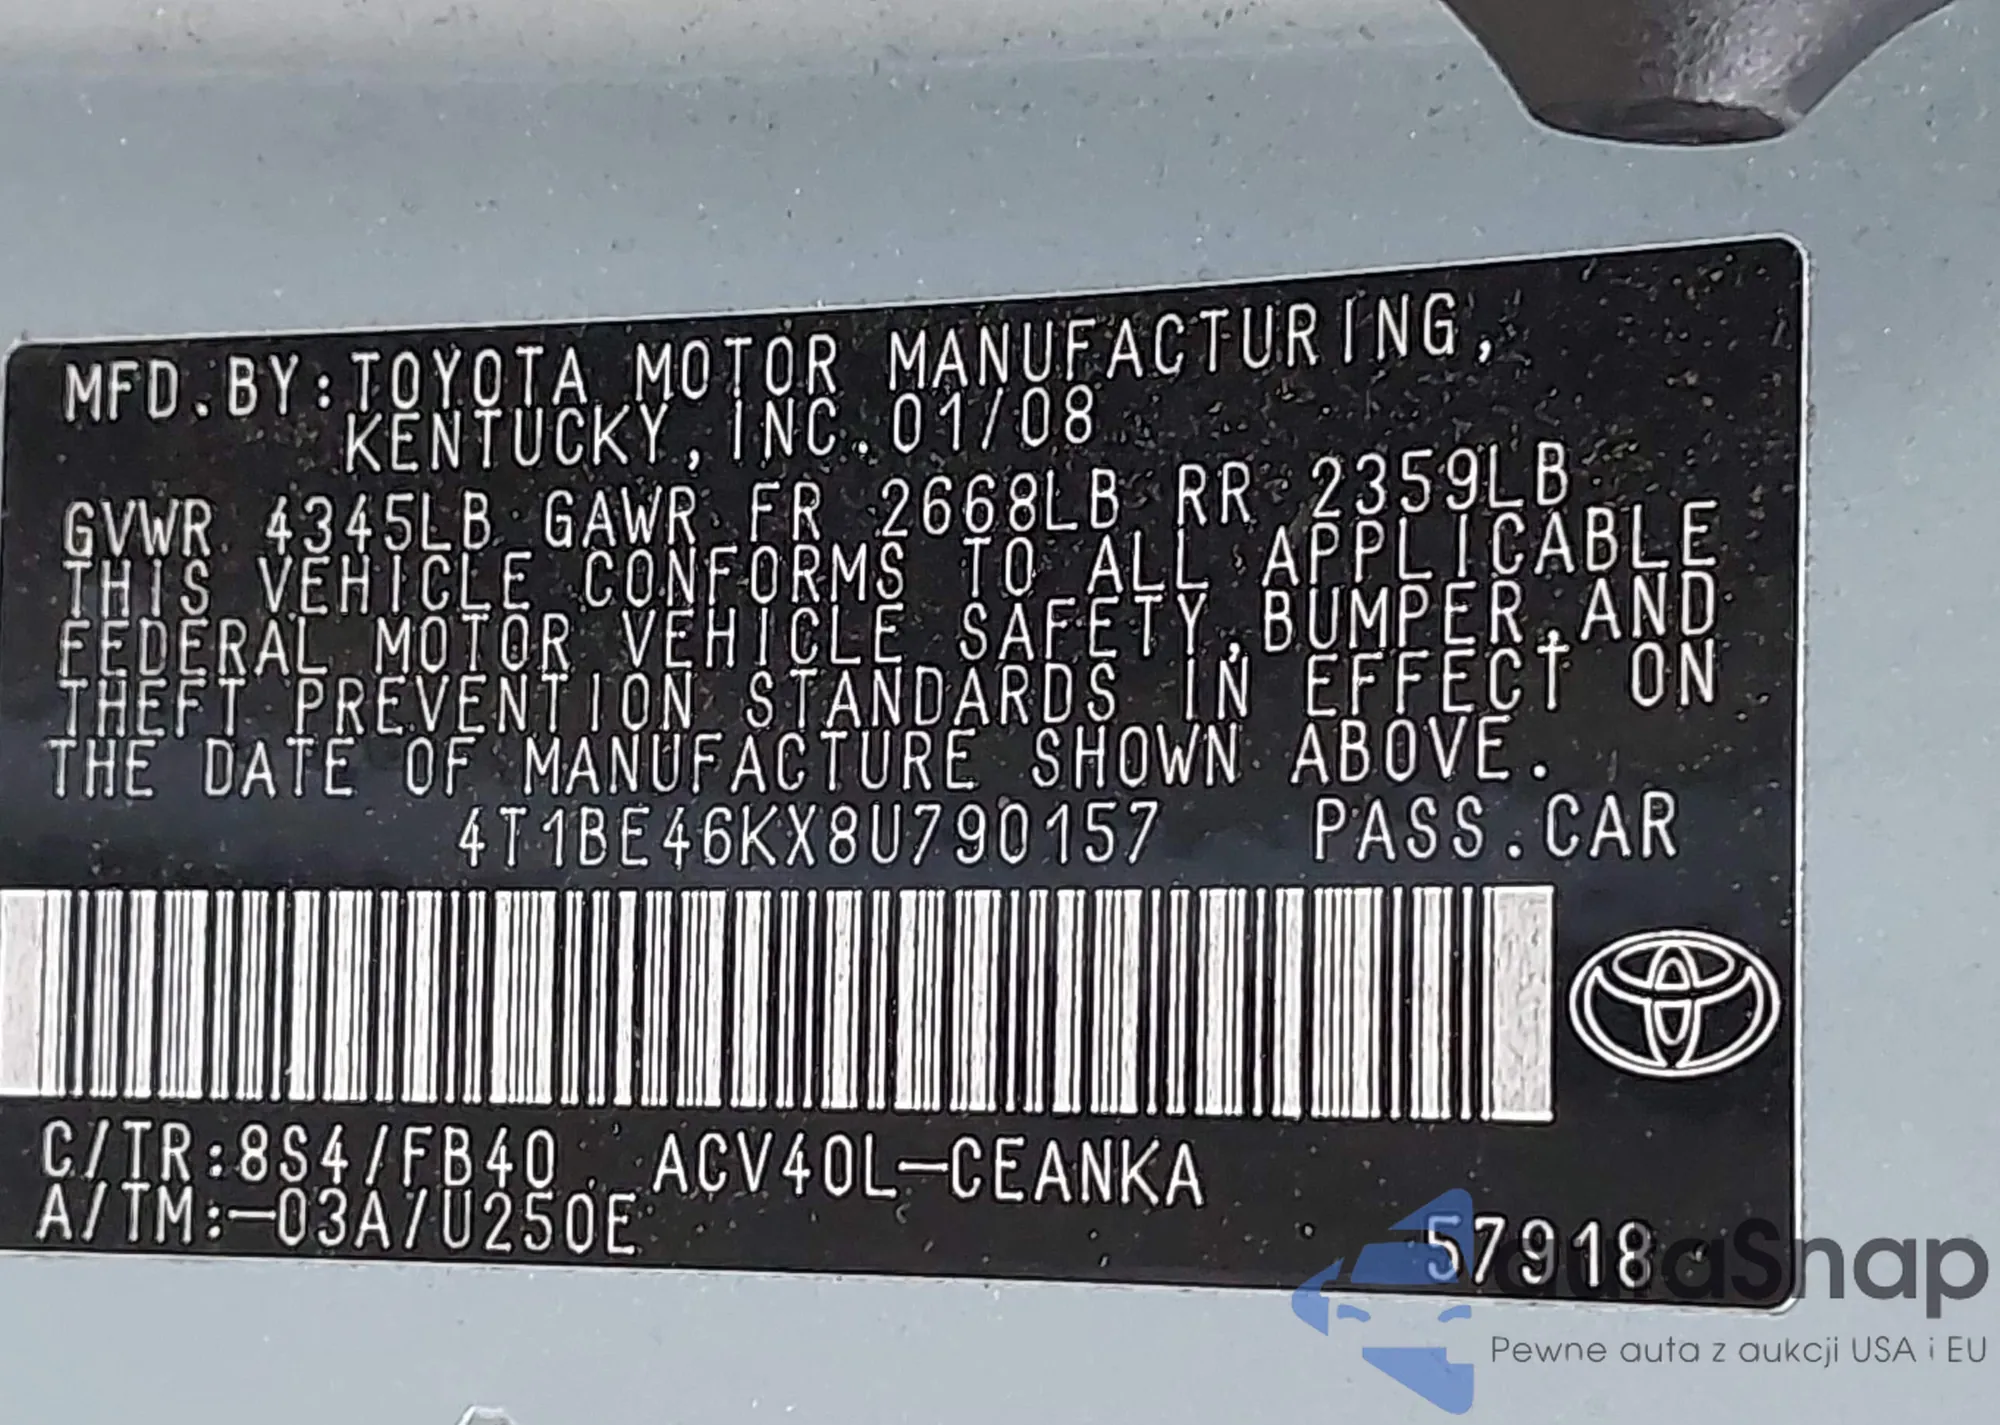 MFD.BY:TOYOTA MOTOR MANUFACTURING,
KENTUCKY, INC.01/08
GVWR 4345LB GAWR FR 2668LB RR 2359LB
THIS VEHICLE CONFORMS TO ALL APPLICABLE
FEDERAL MOTOR VEHICLE SAFETY,BUMPER,AND
THEFT PREVENTION STANDARDS IN EFFECT ON
THE DATE OF MANUFACTURE SHOWN ABOVE.
4T1BE46KX8U790157 PASS.CAR
C/TR:8S4/FB40 ACV40L-CEANKA
A/TM:-03A/U250E
57918
auraSnap
Pewne auta z aukcji USA i EU